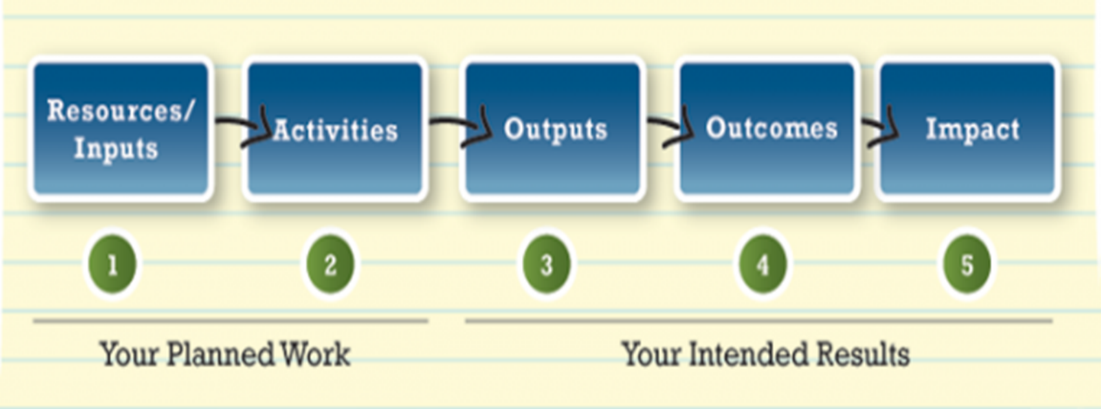 Resources/
Inputs
Activities
Outputs
Outcomes
Impact
1
2
3
4
5
Your Planned Work
Your Intended Results